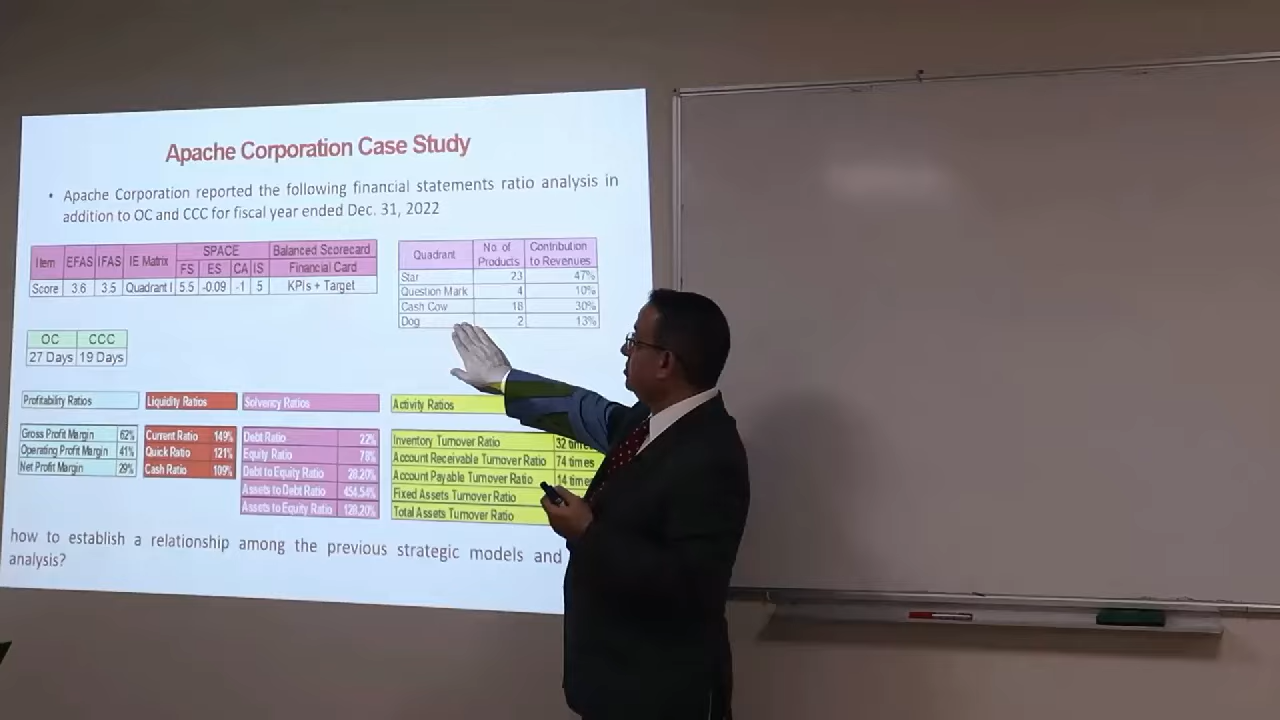 Apache Corporation Case Study
• Apache Corporation reported the following financial statements ratio analysis in
addition to OC and CCC for fiscal year ended Dec. 31, 2022
Item EFAS IFAS IE Matrix SPACE Balanced Scorecard
FS ES CA IS Financial Card
Score 3.6 3.5 Quadrant I 5.5 -0.09 -1 5 KPIs + Target
Quadrant No. of Products Contribution to Revenues
Star 23 47%
Question Mark 4 10%
Cash Cow 18 30%
Dog 2 13%
OC CCC
27 Days 19 Days
Profitability Ratios
Gross Profit Margin 62%
Operating Profit Margin 41%
Net Profit Margin 29%
Liquidity Ratios
Current Ratio 149%
Quick Ratio 121%
Cash Ratio 109%
Solvency Ratios
Debt Ratio 22%
Equity Ratio 78%
Debt to Equity Ratio 28.20%
Assets to Debt Ratio 454.54%
Assets to Equity Ratio 128.20%
Activity Ratios
Inventory Turnover Ratio 32 times
Account Receivable Turnover Ratio 74 times
Account Payable Turnover Ratio 14 times
Fixed Assets Turnover Ratio
Total Assets Turnover Ratio
how to establish a relationship among the previous strategic models and
analysis?